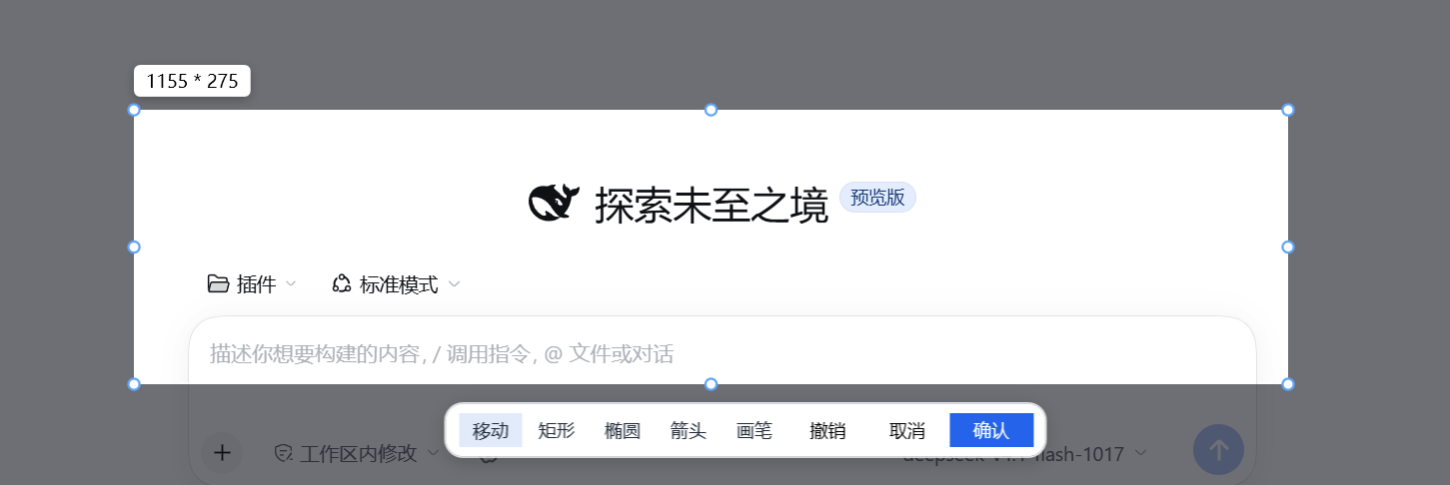 1155 * 275
探索未至之境 预览版
插件 标准模式
描述你想要构建的内容, / 调用指令, @ 文件或对话
移动 矩形 椭圆 箭头 画笔 撤销 取消 确认
工作区内修改 flash-1017